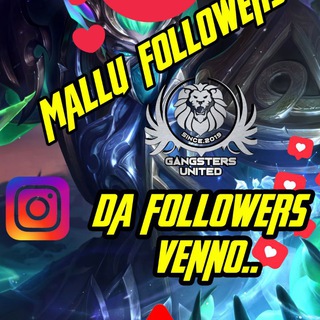 MALLU FOLLOWERS
SINCE.2019
GANGSTERS
UNITED
DA FOLLOWERS
VENNO..